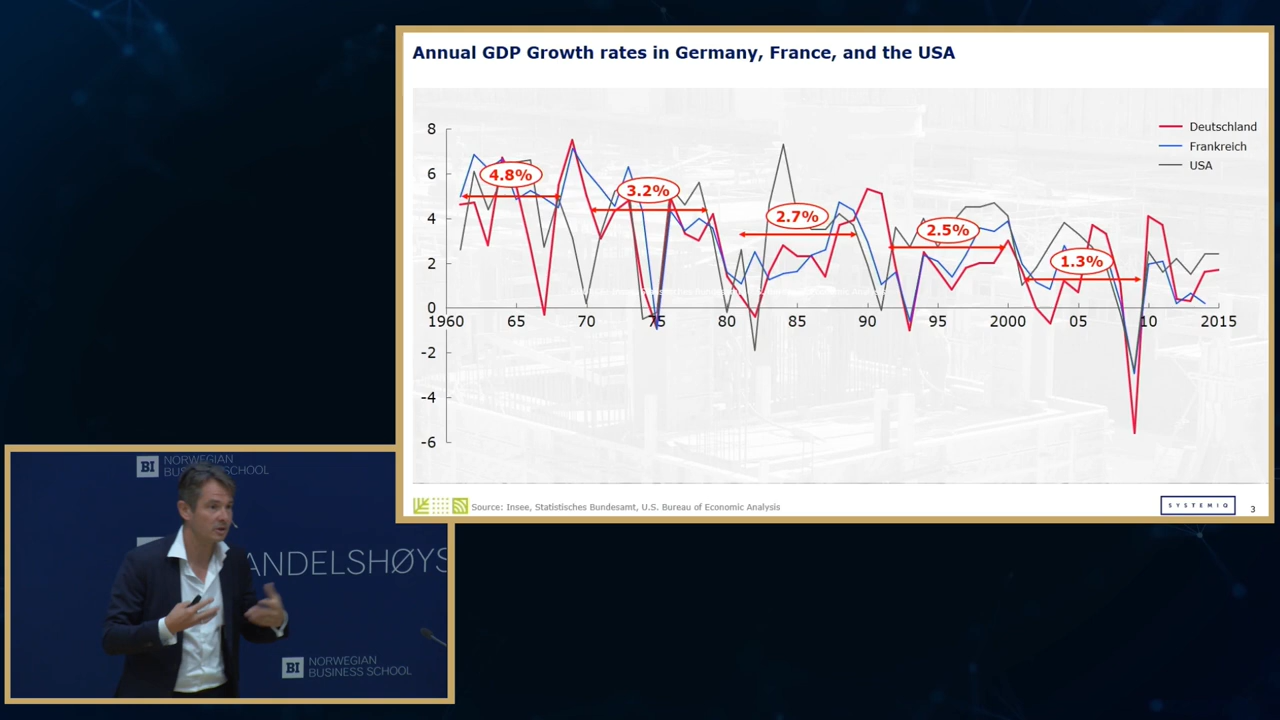 Annual GDP Growth rates in Germany, France, and the USA
Deutschland
Frankreich
USA
8
6
4
2
0
-2
-4
-6
4.8%
3.2%
2.7%
2.5%
1.3%
1960 65 70 75 80 85 90 95 2000 05 10 2015
Source: Insee, Statistisches Bundesamt, U.S. Bureau of Economic Analysis
SYSTEMIQ
3
BI NORWEGIAN
BUSINESS SCHOOL
ANDELSHØYS
BI NORWEGIAN
BUSINESS SCHOOL